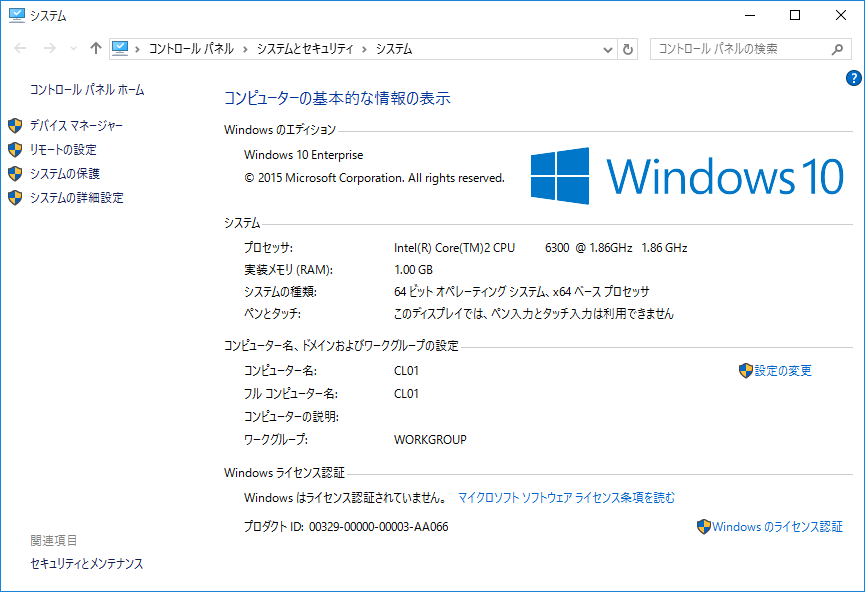 システム
コントロール パネル › システムとセキュリティ › システム
コントロール パネルの検索
コントロール パネル ホーム
デバイス マネージャー
リモートの設定
システムの保護
システムの詳細設定
コンピューターの基本的な情報の表示
Windows のエディション
Windows 10 Enterprise
© 2015 Microsoft Corporation. All rights reserved.
Windows 10
システム
プロセッサ: Intel(R) Core(TM)2 CPU 6300 @ 1.86GHz 1.86 GHz
実装メモリ (RAM): 1.00 GB
システムの種類: 64 ビット オペレーティング システム、x64 ベース プロセッサ
ペンとタッチ: このディスプレイでは、ペン入力とタッチ入力は利用できません
コンピューター名、ドメインおよびワークグループの設定
コンピューター名: CL01 設定の変更
フル コンピューター名: CL01
コンピューターの説明:
ワークグループ: WORKGROUP
Windows ライセンス認証
Windows はライセンス認証されていません。 マイクロソフト ソフトウェア ライセンス条項を読む
プロダクト ID: 00329-00000-00003-AA066 Windows のライセンス認証
関連項目
セキュリティとメンテナンス